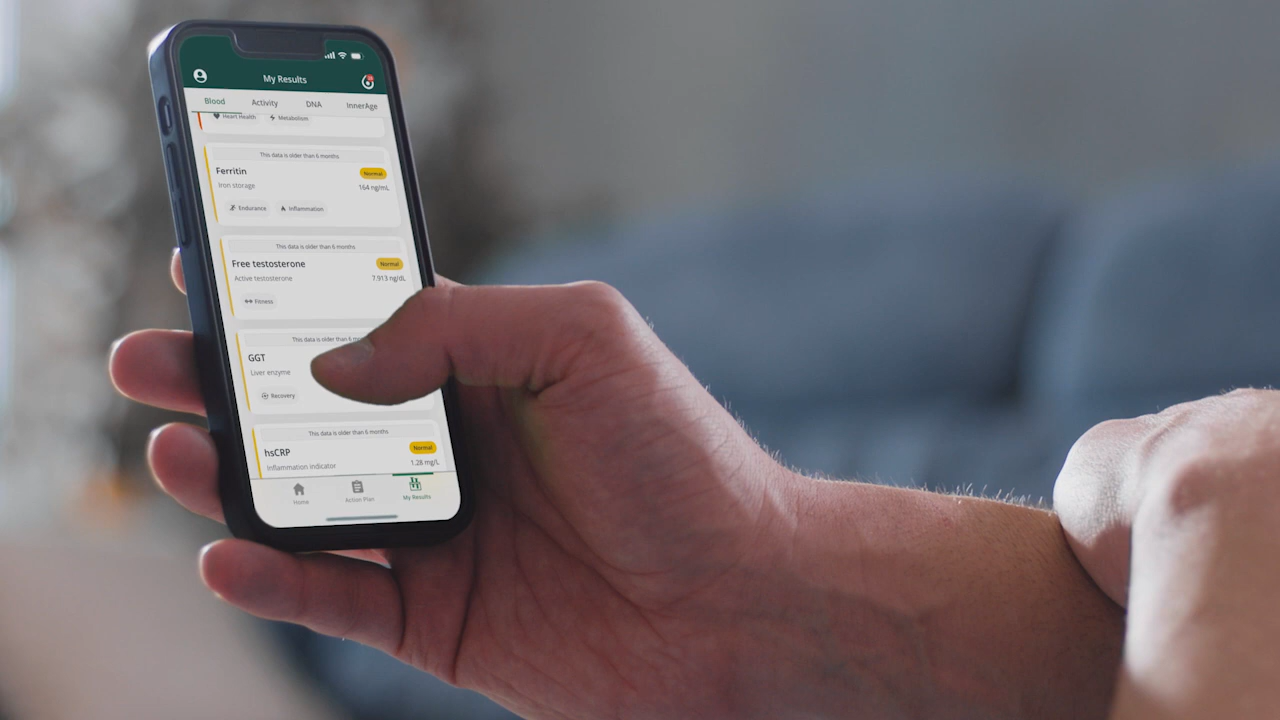 My Results
Blood Activity DNA InnerAge
Heart Health Metabolism
This data is older than 6 months
Ferritin Normal
Iron storage 164 ng/mL
Endurance Inflammation
This data is older than 6 months
Free testosterone Normal
Active testosterone 7.913 ng/dL
Fitness
This data is older than 6
GGT
Liver enzyme
Recovery
This data is older than 6 months
hsCRP Normal
Inflammation indicator 1.28 mg/L
Home Action Plan My Results